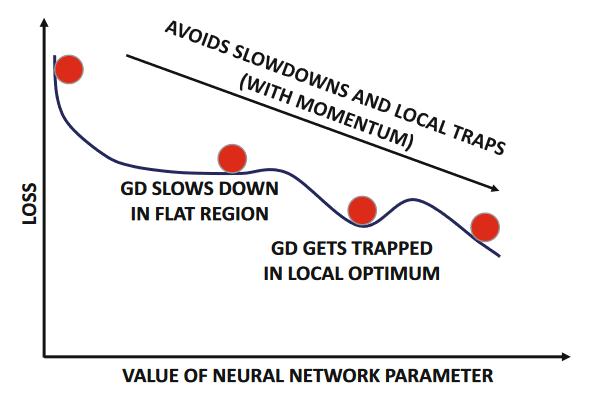 AVOIDS SLOWDOWNS AND LOCAL TRAPS
(WITH MOMENTUM)
GD SLOWS DOWN
IN FLAT REGION
GD GETS TRAPPED
IN LOCAL OPTIMUM
LOSS
VALUE OF NEURAL NETWORK PARAMETER